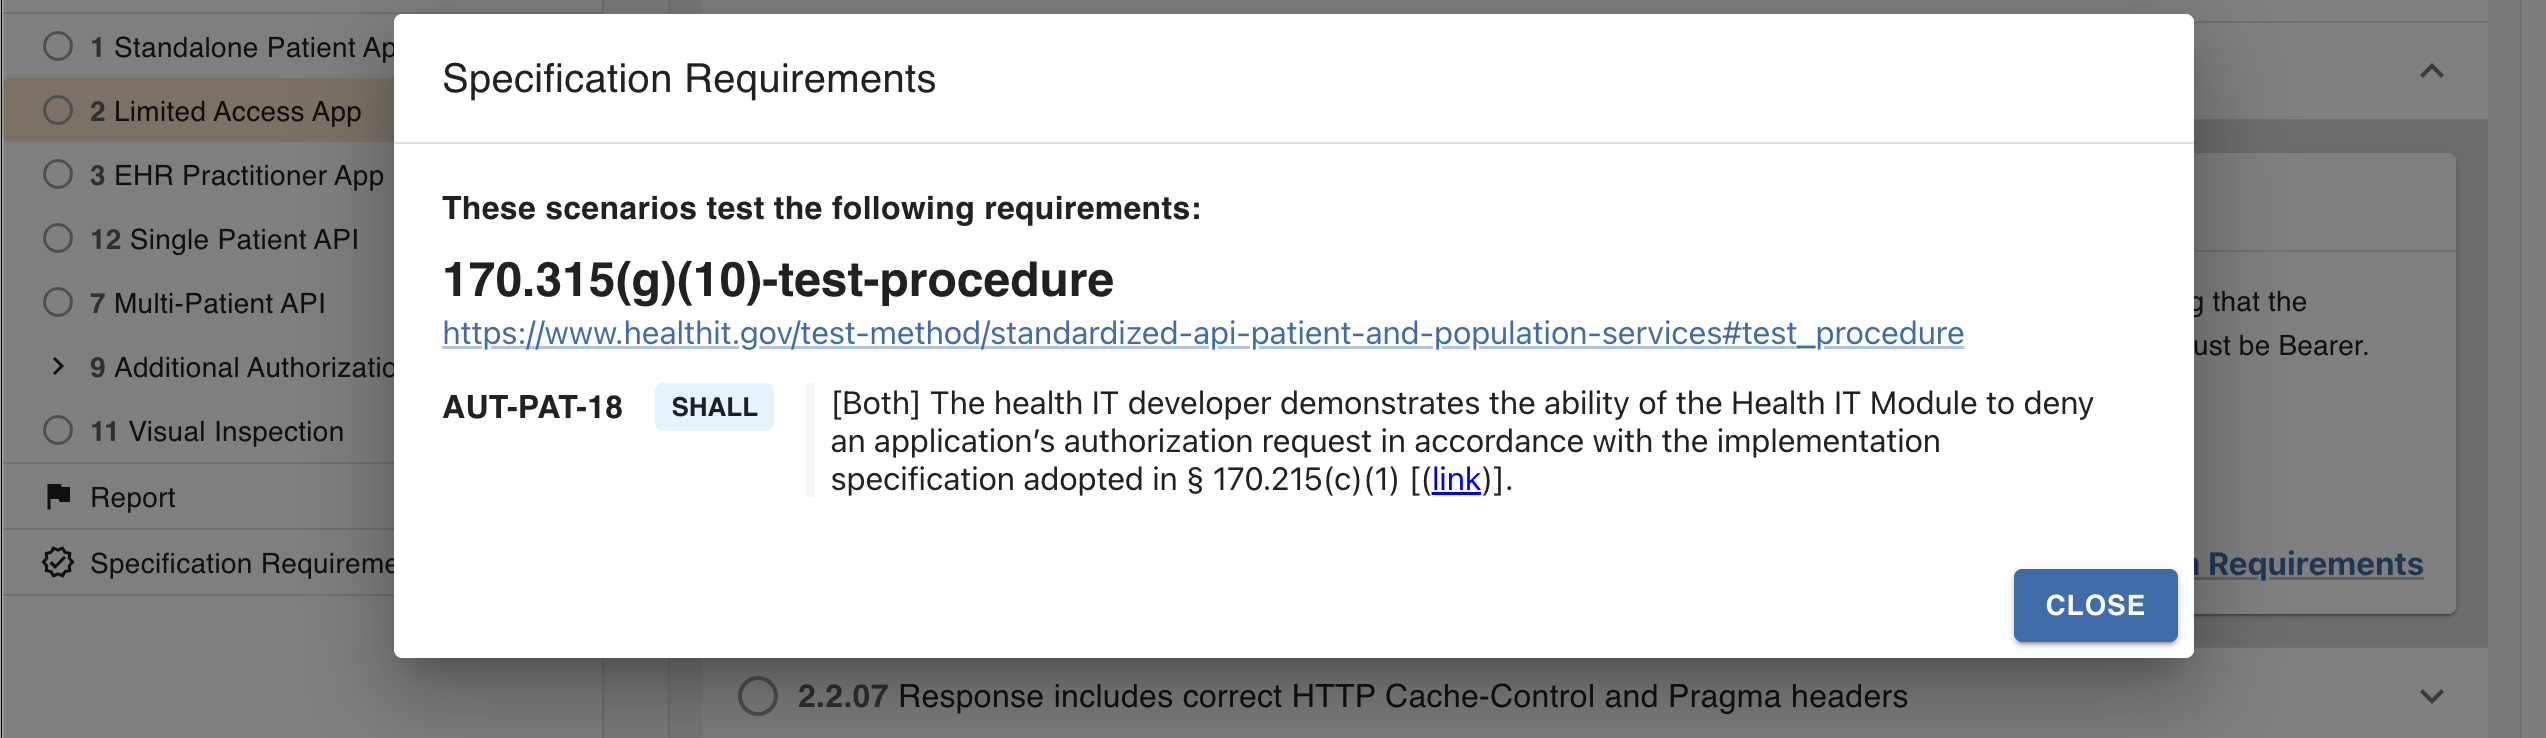 1 Standalone Patient Ap
2 Limited Access App
3 EHR Practitioner App
12 Single Patient API
7 Multi-Patient API
9 Additional Authorizatio
11 Visual Inspection
Report
Specification Requireme
Specification Requirements
These scenarios test the following requirements:
170.315(g)(10)-test-procedure
https://www.healthit.gov/test-method/standardized-api-patient-and-population-services#test_procedure
AUT-PAT-18
SHALL
[Both] The health IT developer demonstrates the ability of the Health IT Module to deny
an application’s authorization request in accordance with the implementation
specification adopted in § 170.215(c)(1) [(link)].
CLOSE
g that the
ust be Bearer.
n Requirements
2.2.07 Response includes correct HTTP Cache-Control and Pragma headers